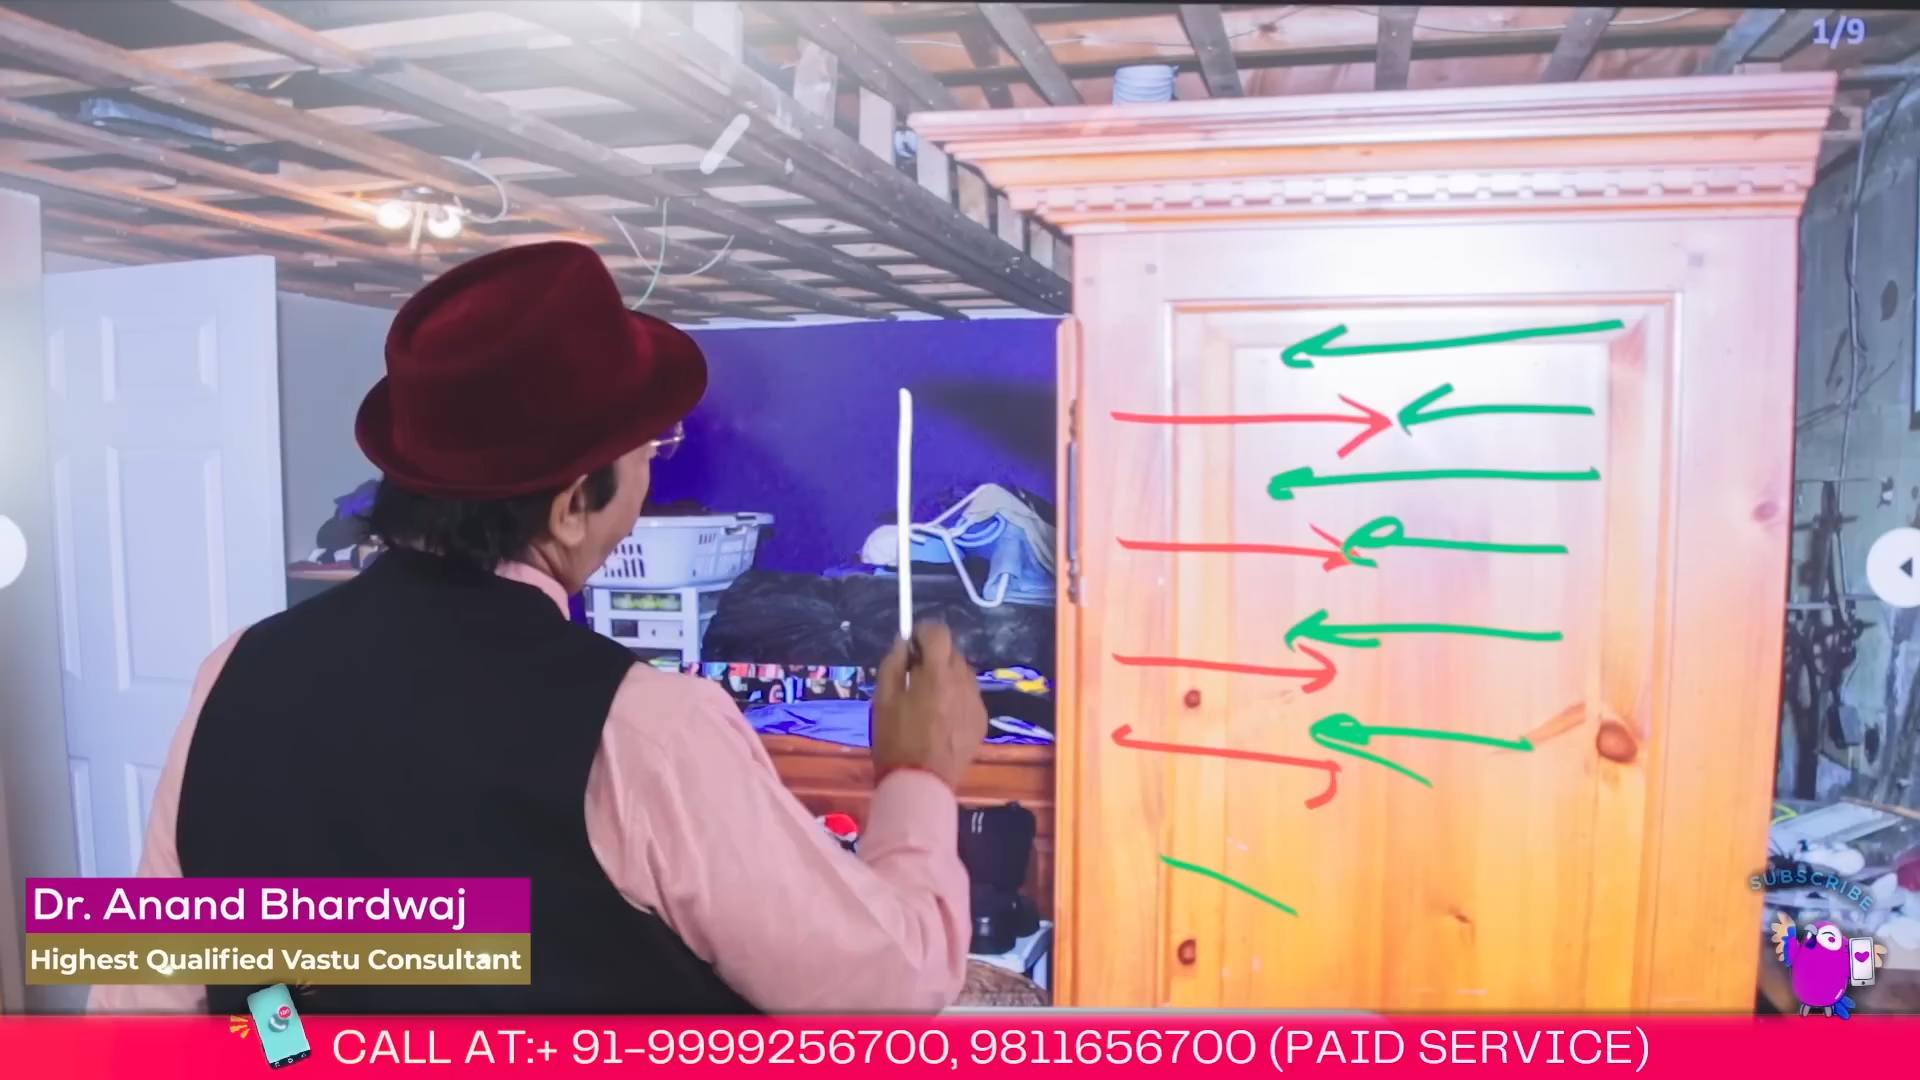 1/9
SUBSCRIBE
Dr. Anand Bhardwaj
Highest Qualified Vastu Consultant
CALL AT:+ 91-9999256700, 9811656700 (PAID SERVICE)